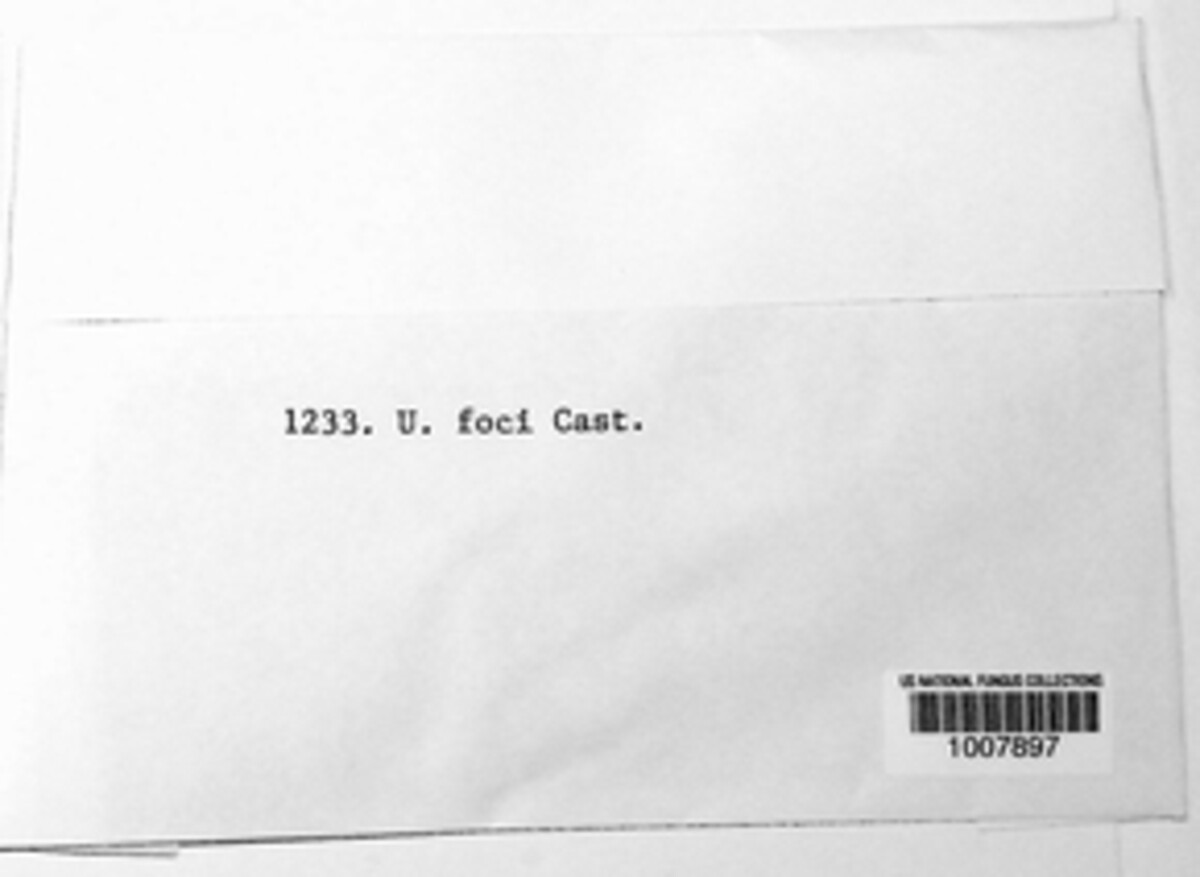 1233. U. foci Cast.
US NATIONAL FUNGUS COLLECTIONS
1007897